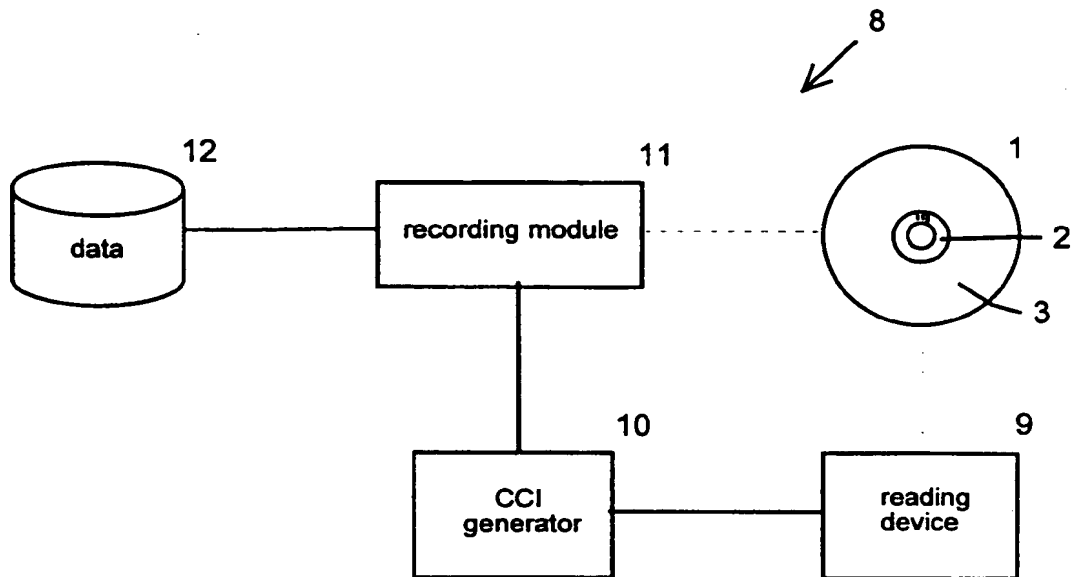 8
12
11
1
data
recording module
2
3
10
9
CCI
generator
reading
device